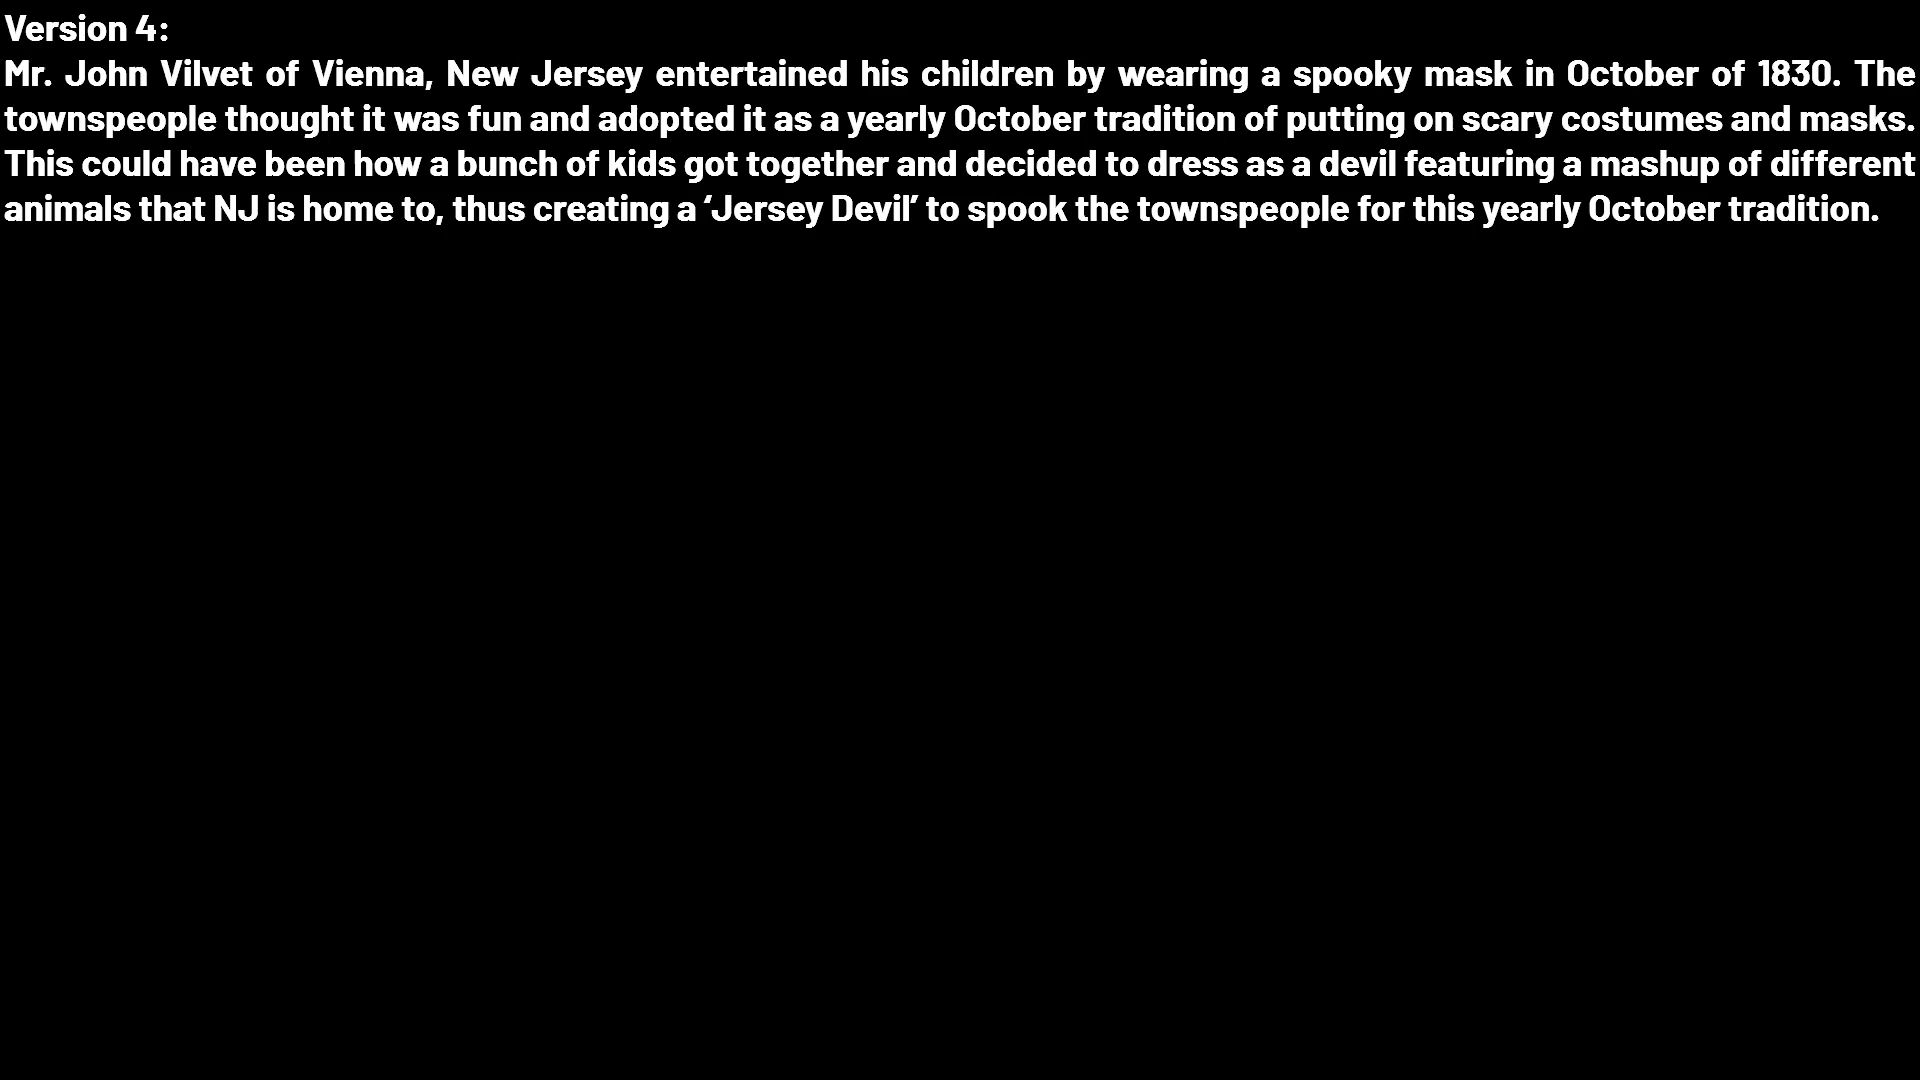 Version 4:
Mr. John Vilvet of Vienna, New Jersey entertained his children by wearing a spooky mask in October of 1830. The
townspeople thought it was fun and adopted it as a yearly October tradition of putting on scary costumes and masks.
This could have been how a bunch of kids got together and decided to dress as a devil featuring a mashup of different
animals that NJ is home to, thus creating a ‘Jersey Devil’ to spook the townspeople for this yearly October tradition.